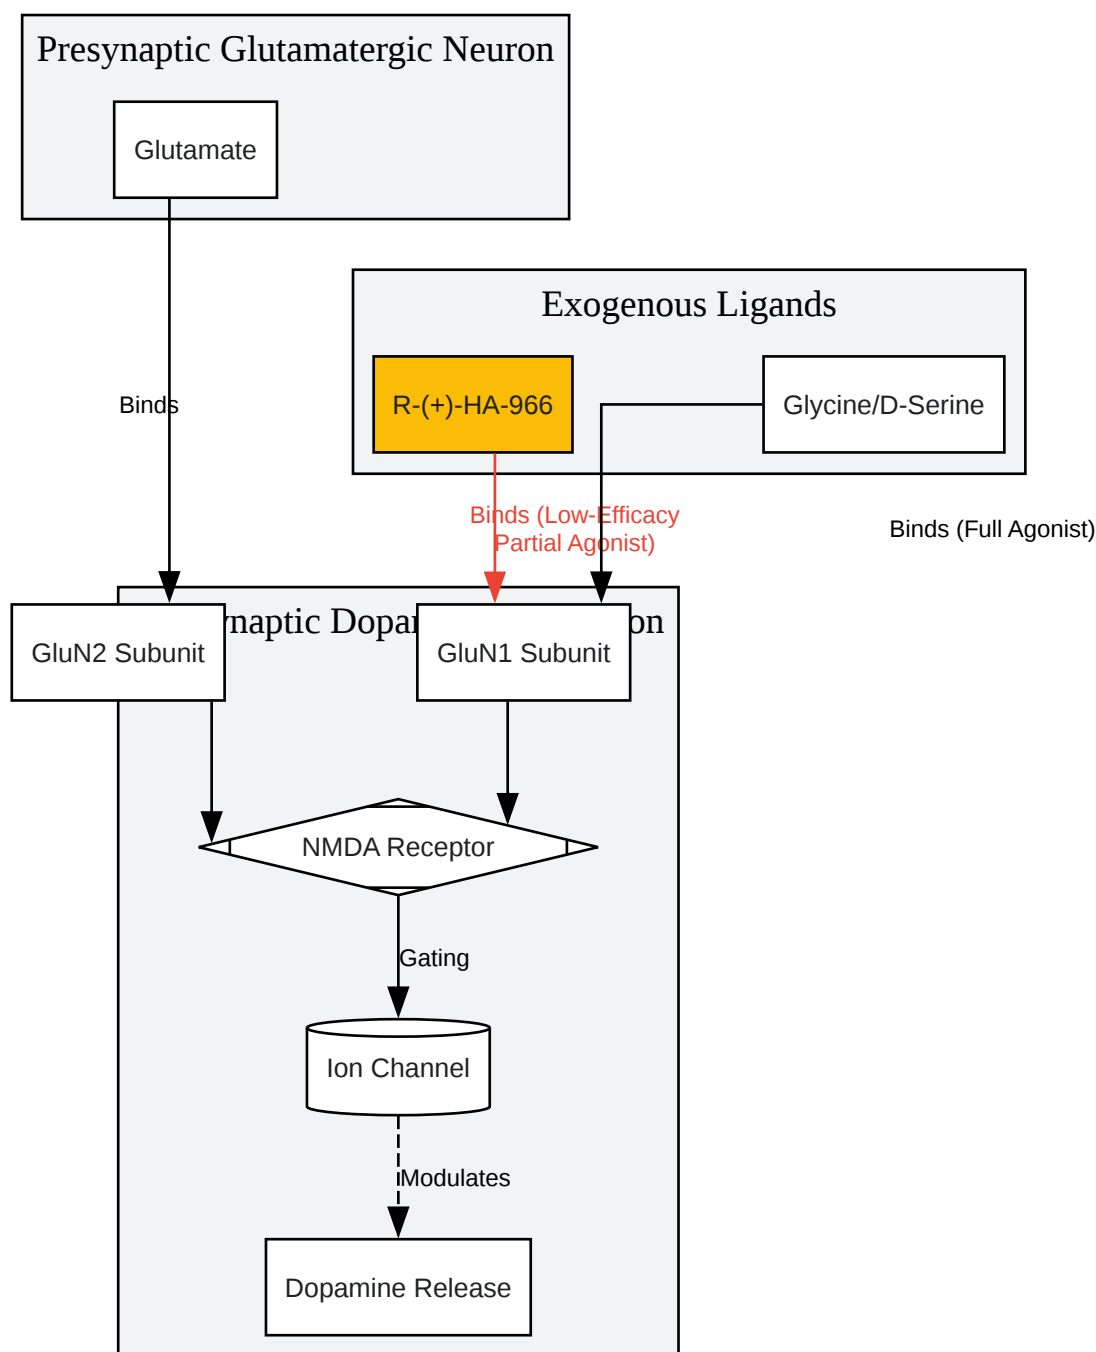 Presynaptic Glutamatergic Neuron
Glutamate
Exogenous Ligands
R-(+)-HA-966
Glycine/D-Serine
Binds
Binds (Low-Efficacy
Partial Agonist)
Binds (Full Agonist)
GluN2 Subunit
GluN1 Subunit
NMDA Receptor
Gating
Ion Channel
Modulates
Dopamine Release